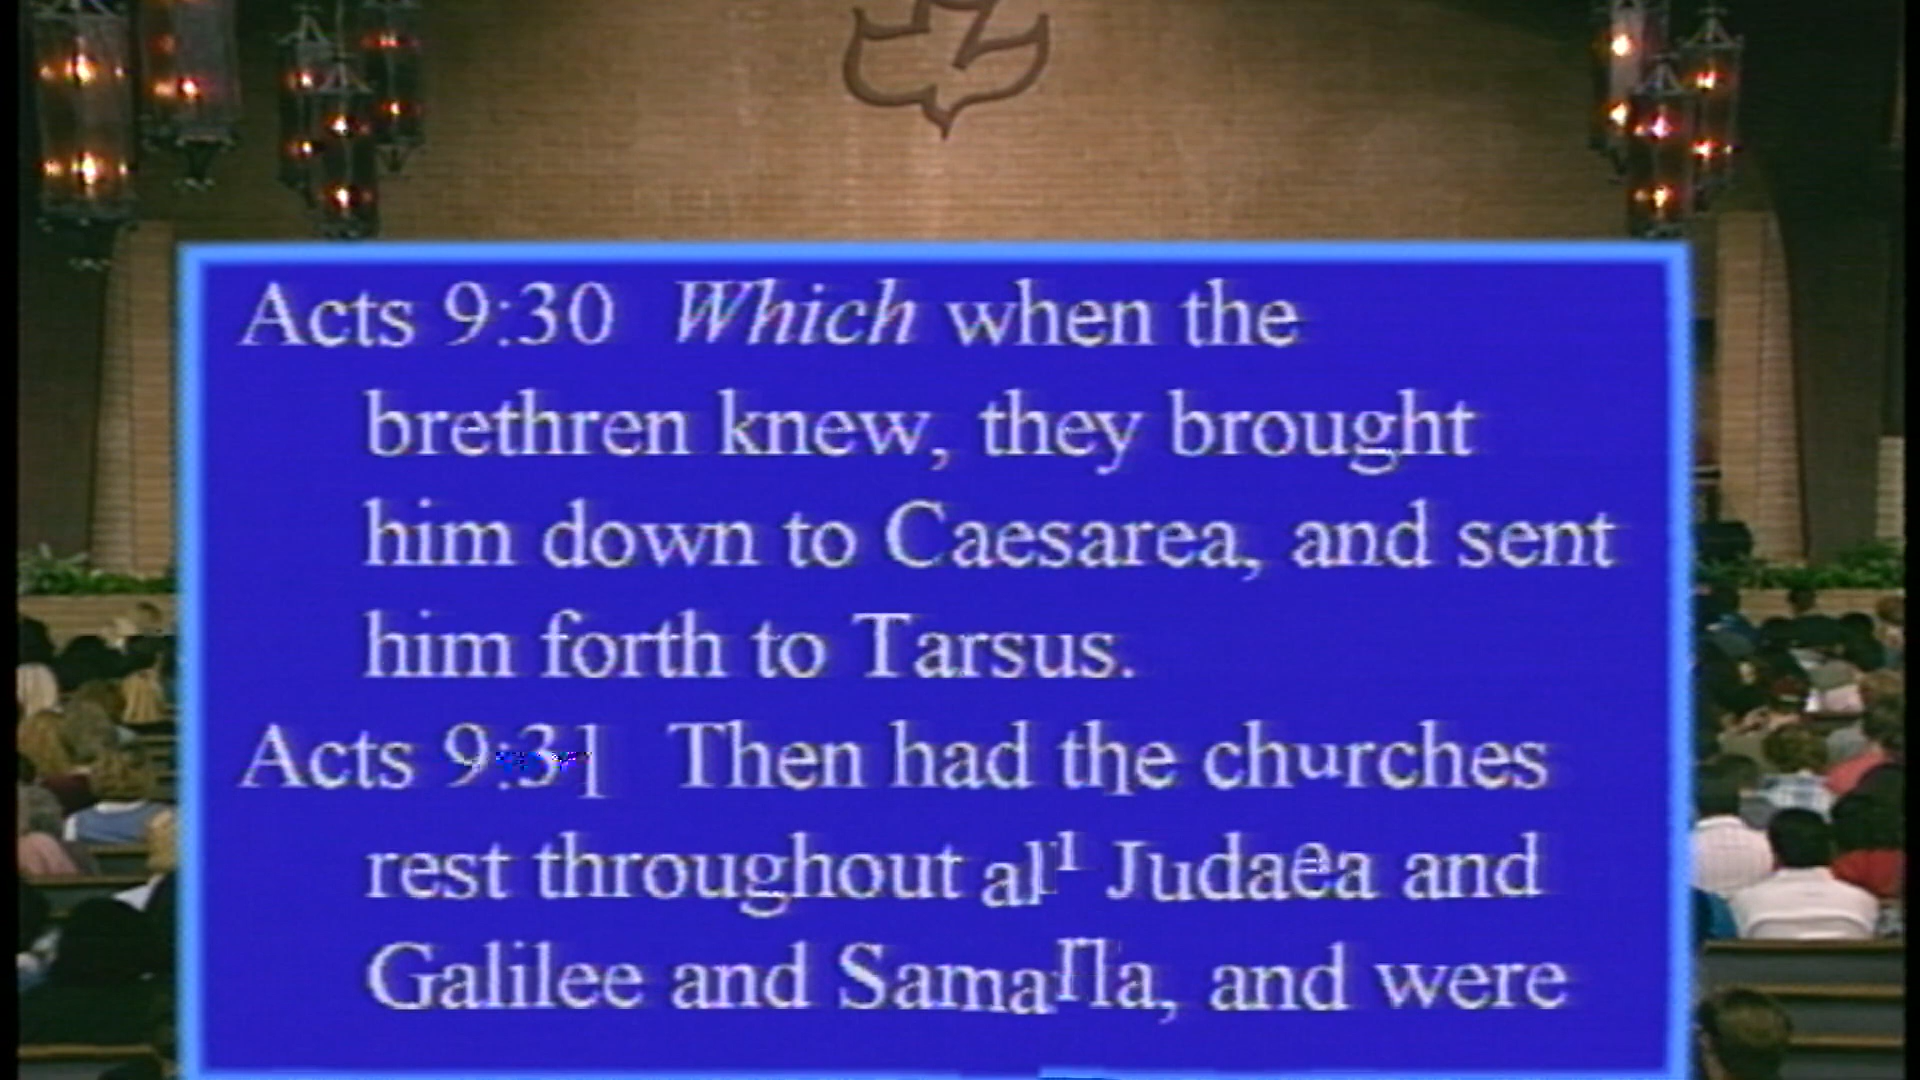 Acts 9:30 Which when the
brethren knew, they brought
him down to Caesarea, and sent
him forth to Tarsus.
Acts 9:31 Then had the churches
rest throughout all Judaea and
Galilee and Samaria, and were